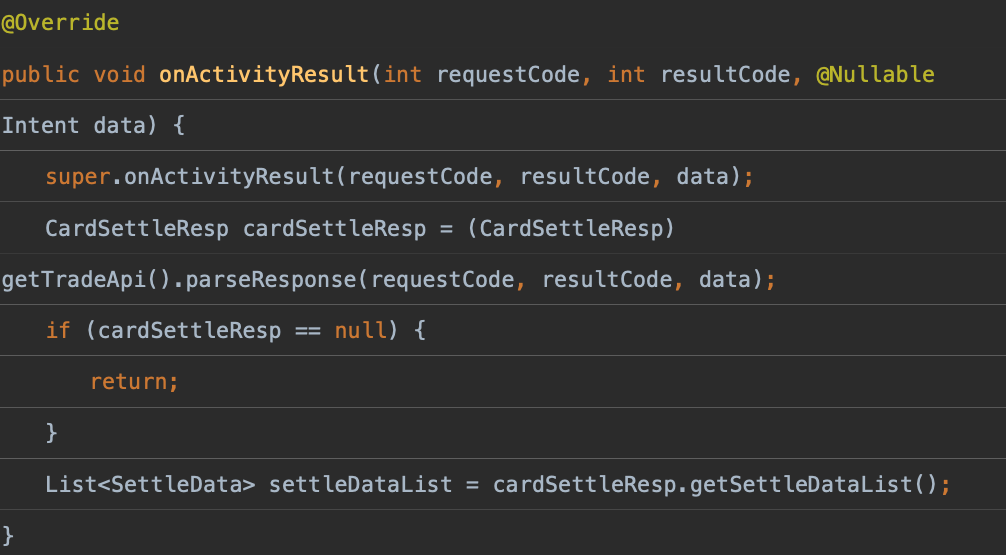 @Override
public void onActivityResult(int requestCode, int resultCode, @Nullable
Intent data) {
super.onActivityResult(requestCode, resultCode, data);
CardSettleResp cardSettleResp = (CardSettleResp)
getTradeApi().parseResponse(requestCode, resultCode, data);
if (cardSettleResp == null) {
return;
}
List<SettleData> settleDataList = cardSettleResp.getSettleDataList();
}